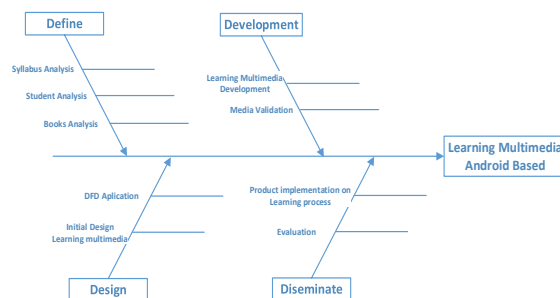 Define
Development
Syllabus Analysis
Student Analysis
Books Analysis
Learning Multimedia
Development
Media Validation
Learning Multimedia
Android Based
DFD Aplication
Initial Design
Learning multimedia
Product implementation on
Learning process
Evaluation
Design
Diseminate